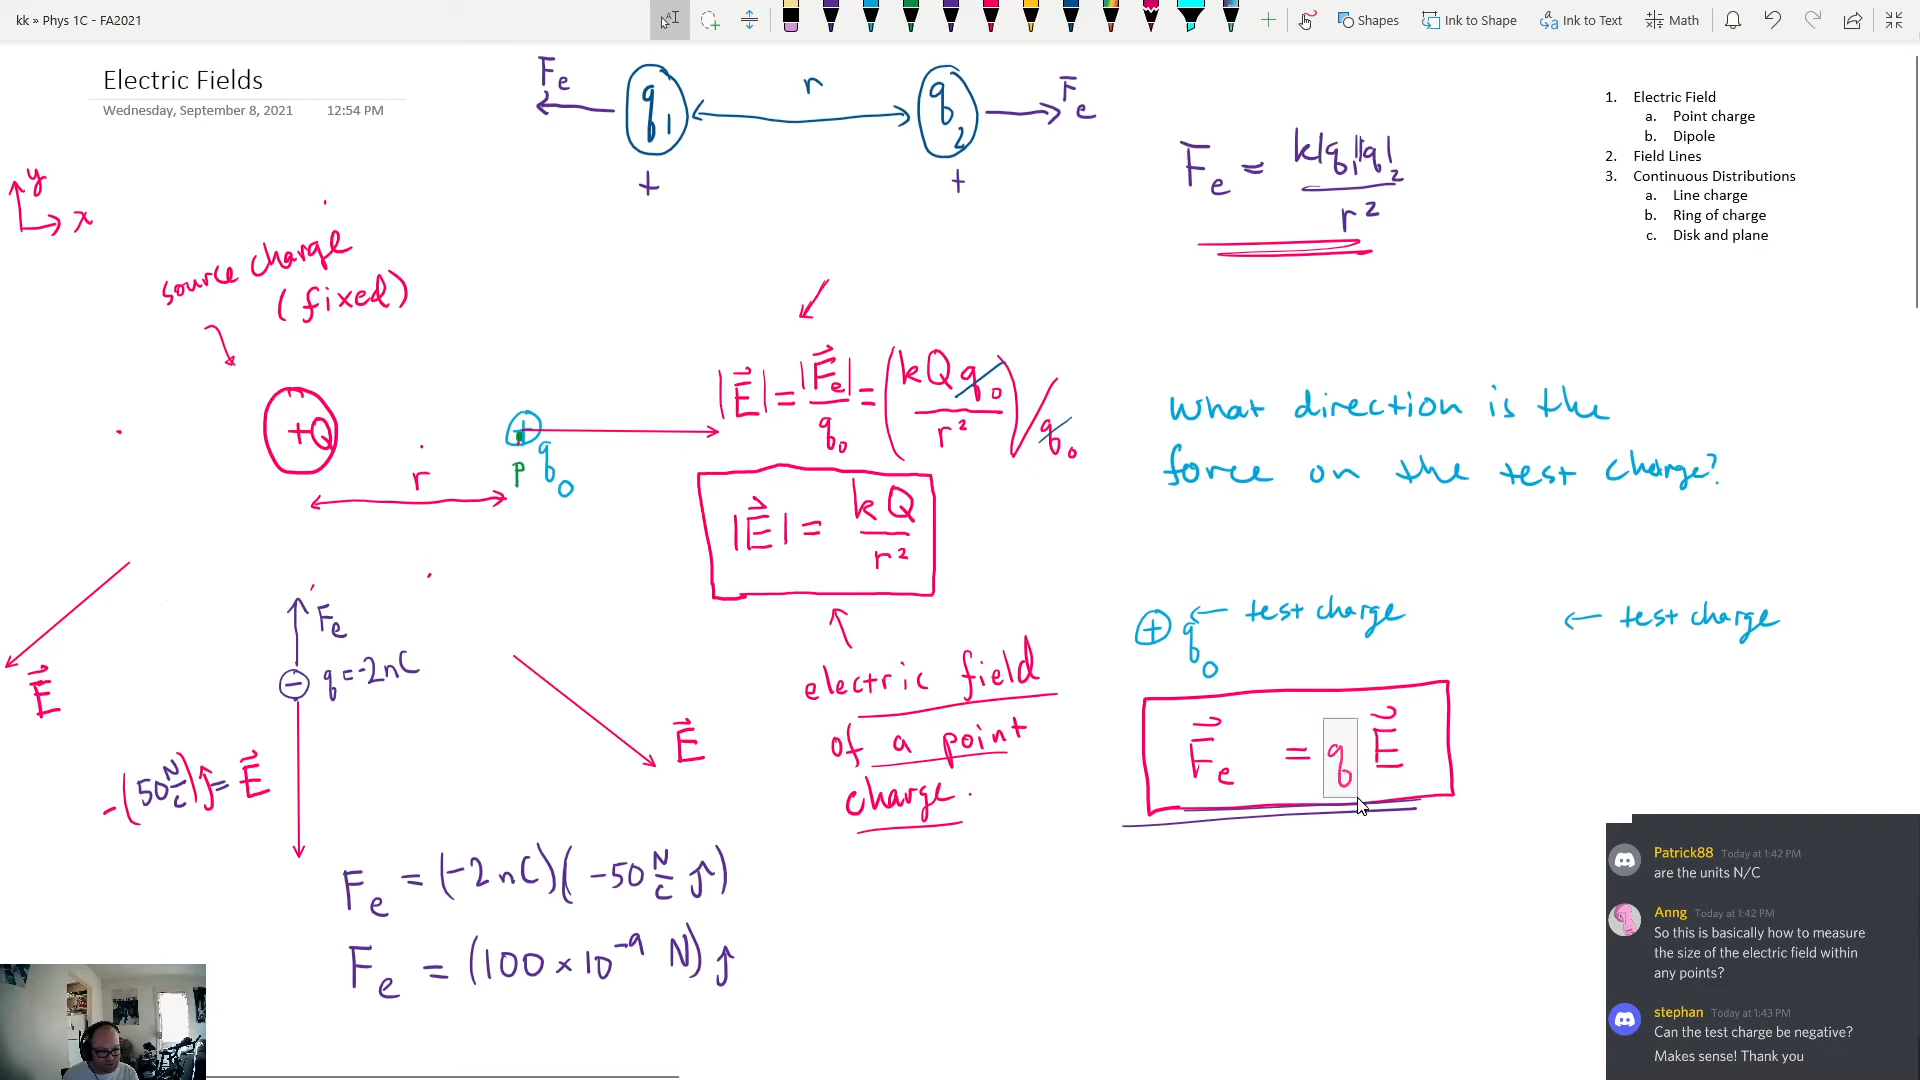 kk » Phys 1C - FA2021
Shapes
Ink to Shape
Ink to Text
Math
Electric Fields
Wednesday, September 8, 2021 12:54 PM
1. Electric Field
a. Point charge
b. Dipole
2. Field Lines
3. Continuous Distributions
a. Line charge
b. Ring of charge
c. Disk and plane
Fe q1 r q2 Fe
+ +
Fe = k|q1||q2| / r²
y
x
source charge
(fixed)
+Q
r
+
P q0
|E⃗| = |F⃗e| / q0 = (kQq0 / r²) / q0
|E⃗| = kQ / r²
electric field
of a point
charge.
What direction is the
force on the test charge?
+ q0 ← test charge
← test charge
F⃗e = q E⃗
E⃗
Fe
− q=-2nC
-(50 N/C)ĵ = E⃗
E⃗
Fe = (-2nC)(-50 N/C ĵ)
Fe = (100×10⁻⁹ N) ĵ
Patrick88 Today at 1:42 PM
are the units N/C
Anng Today at 1:42 PM
So this is basically how to measure
the size of the electric field within
any points?
stephan Today at 1:43 PM
Can the test charge be negative?
Makes sense! Thank you